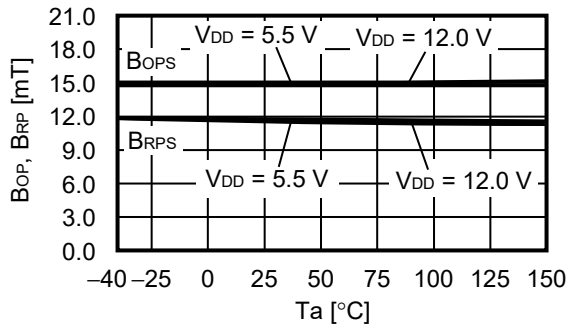 21.0
18.0
15.0
12.0
9.0
6.0
3.0
0.0
BOP, BRP [mT]
VDD = 5.5 V
VDD = 12.0 V
BOPS
BRPS
VDD = 5.5 V
VDD = 12.0 V
−40 −25 0 25 50 75 100 125 150
Ta [°C]